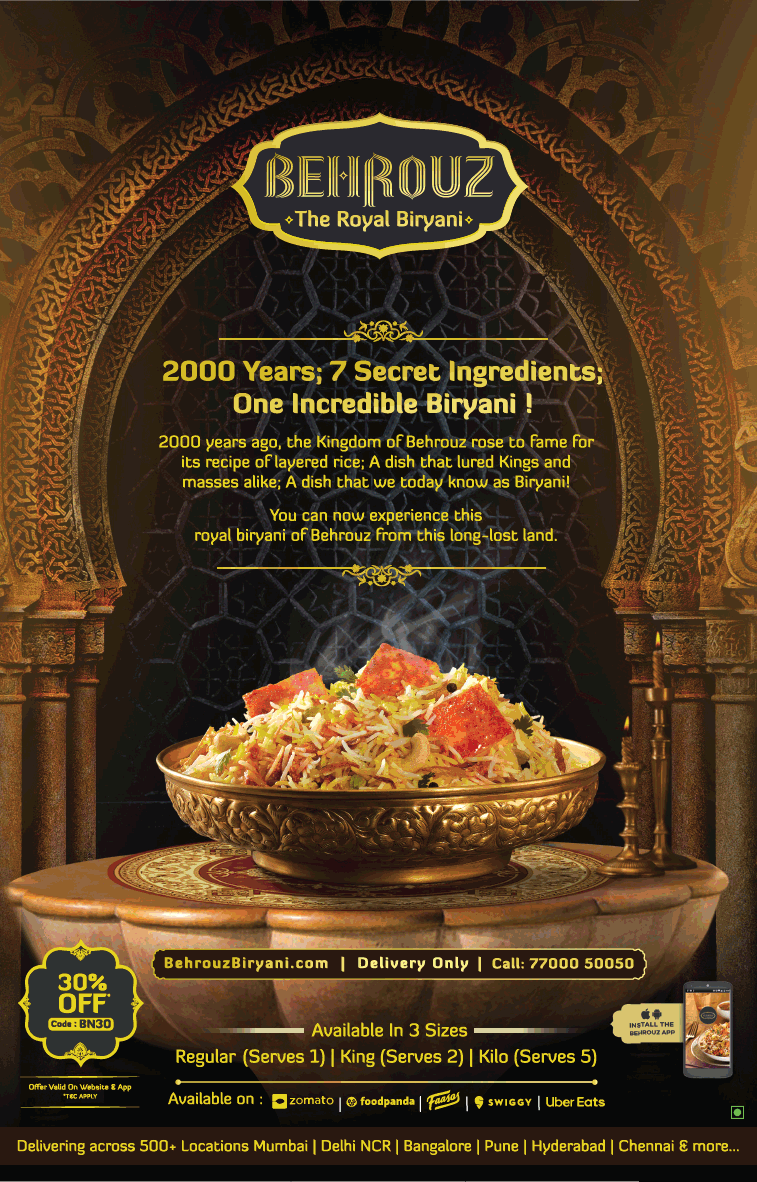 BEHROUZ
The Royal Biryani
2000 Years; 7 Secret Ingredients;
One Incredible Biryani !
2000 years ago, the Kingdom of Behrouz rose to fame for
its recipe of layered rice; A dish that lured Kings and
masses alike; A dish that we today know as Biryani!
You can now experience this
royal biryani of Behrouz from this long-lost land.
BehrouzBiryani.com | Delivery Only | Call: 77000 50050
30%
OFF*
Code : BN30
Offer Valid On Website & App
*T&C APPLY
INSTALL THE
BEHROUZ APP
Available In 3 Sizes
Regular (Serves 1) | King (Serves 2) | Kilo (Serves 5)
Available on : zomato | foodpanda | Faasos | SWIGGY | Uber Eats
Delivering across 500+ Locations Mumbai | Delhi NCR | Bangalore | Pune | Hyderabad | Chennai & more...